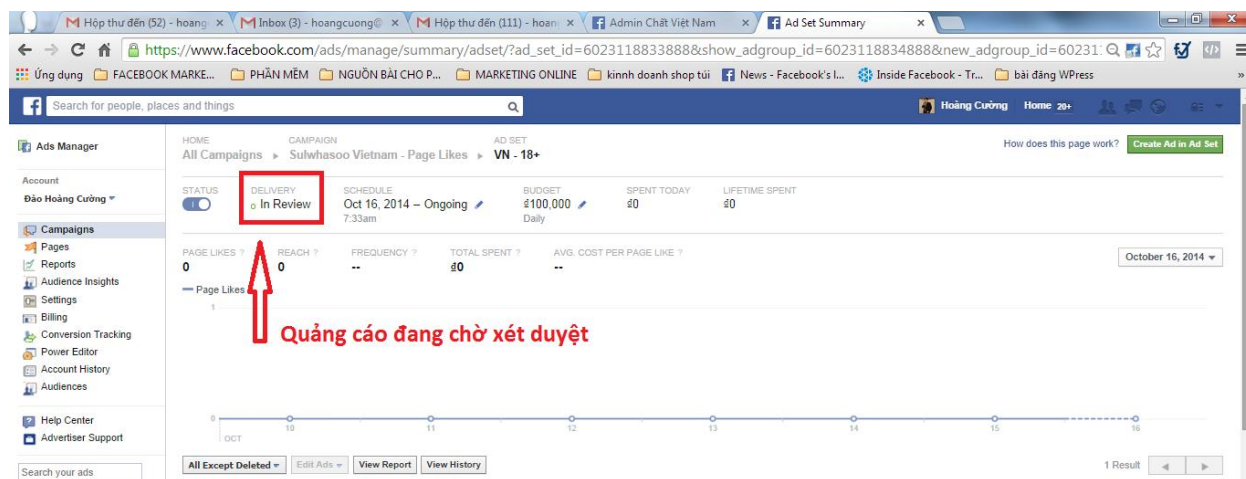 Hộp thư đến (52) - hoang
Inbox (3) - hoangcuong@
Hộp thư đến (111) - hoan
Admin Chất Việt Nam
Ad Set Summary
https://www.facebook.com/ads/manage/summary/adset/?ad_set_id=6023118833888&show_adgroup_id=6023118834888&new_adgroup_id=60231
Ứng dụng FACEBOOK MARKE... PHẦN MỀM NGUỒN BÀI CHO P... MARKETING ONLINE kinnh doanh shop túi News - Facebook's I... Inside Facebook - Tr... bài đăng WPress »
Search for people, places and things
Hoàng Cường Home 20+
Ads Manager
Account
Đào Hoàng Cường
Campaigns
Pages
Reports
Audience Insights
Settings
Billing
Conversion Tracking
Power Editor
Account History
Audiences
Help Center
Advertiser Support
Search your ads
HOME CAMPAIGN AD SET
All Campaigns Sulwhasoo Vietnam - Page Likes VN - 18+
How does this page work? Create Ad in Ad Set
STATUS DELIVERY SCHEDULE BUDGET SPENT TODAY LIFETIME SPENT
In Review Oct 16, 2014 – Ongoing ₫100,000 ₫0 ₫0
7:33am Daily
PAGE LIKES ? REACH ? FREQUENCY ? TOTAL SPENT ? AVG. COST PER PAGE LIKE ?
0 0 -- ₫0 --
October 16, 2014
Page Likes
1
Quảng cáo đang chờ xét duyệt
0
10 11 12 13 14 15 16
OCT
All Except Deleted Edit Ads View Report View History
1 Result